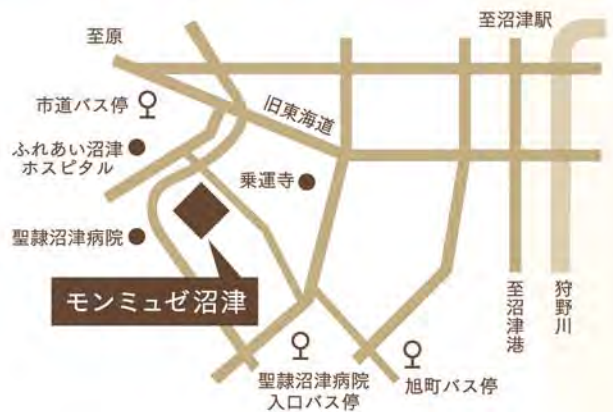 至原
至沼津駅
市道バス停
旧東海道
ふれあい沼津
ホスピタル
乗運寺
聖隷沼津病院
モンミュゼ沼津
至沼津港
狩野川
聖隷沼津病院
入口バス停
旭町バス停